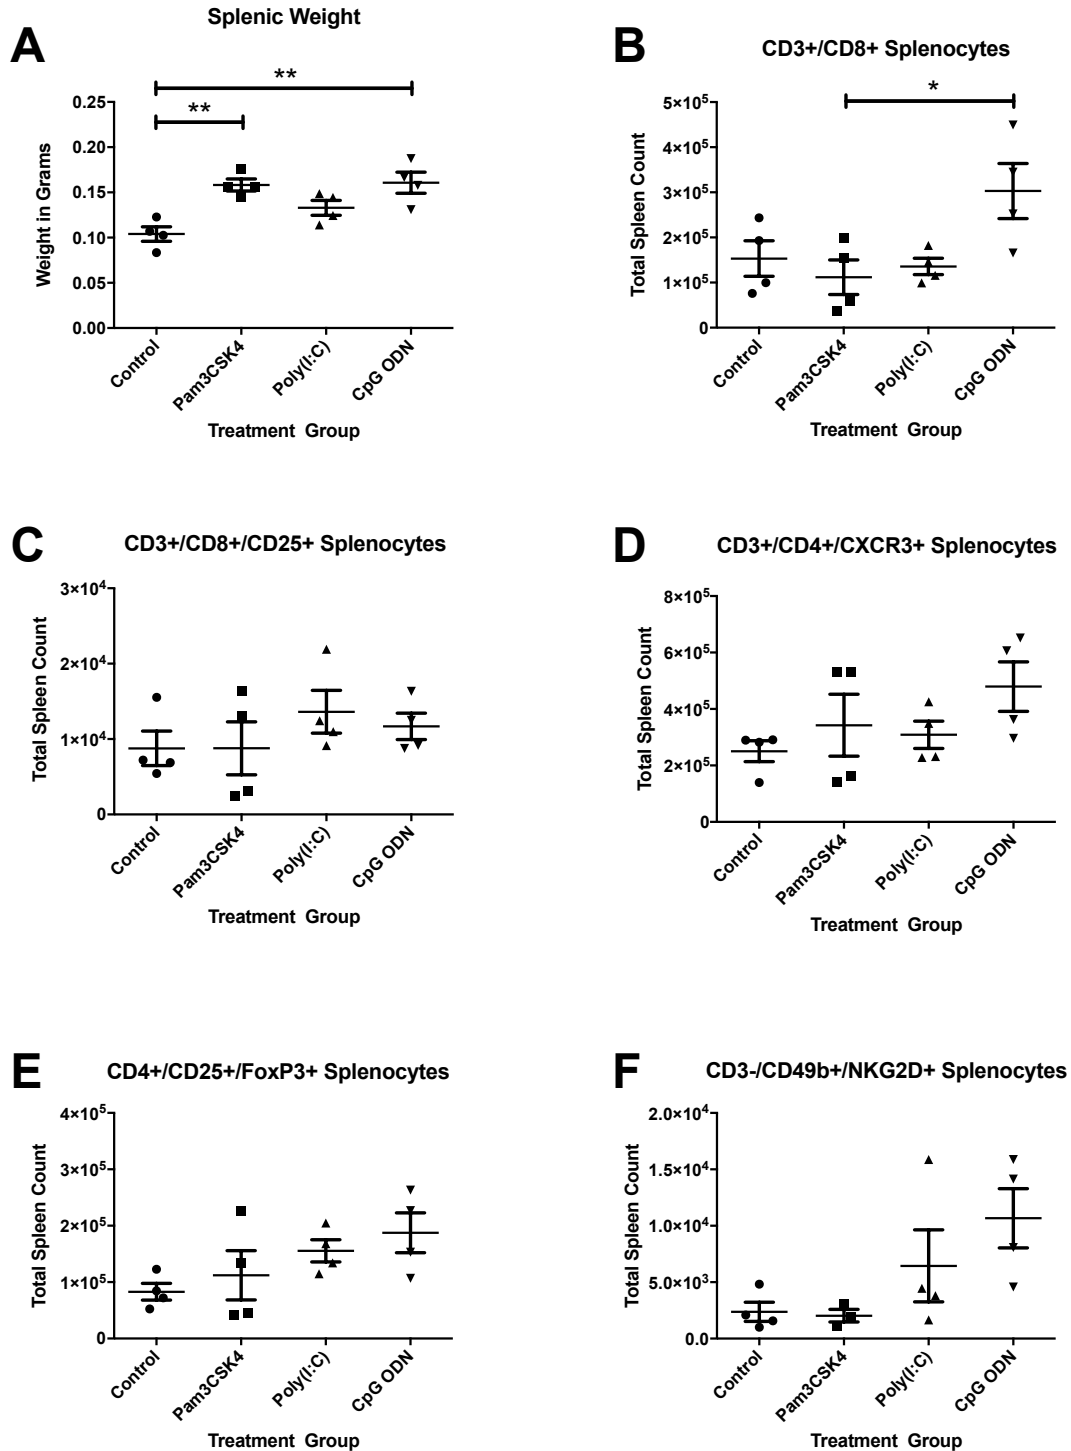 A
Splenic Weight
**
**
Weight in Grams
0.25
0.20
0.15
0.10
0.05
0.00
Control
Pam3CSK4
Poly(I:C)
CpG ODN
Treatment Group
B
CD3+/CD8+ Splenocytes
*
Total Spleen Count
5×10⁵
4×10⁵
3×10⁵
2×10⁵
1×10⁵
0
Control
Pam3CSK4
Poly(I:C)
CpG ODN
Treatment Group
C
CD3+/CD8+/CD25+ Splenocytes
Total Spleen Count
3×10⁴
2×10⁴
1×10⁴
0
Control
Pam3CSK4
Poly(I:C)
CpG ODN
Treatment Group
D
CD3+/CD4+/CXCR3+ Splenocytes
Total Spleen Count
8×10⁵
6×10⁵
4×10⁵
2×10⁵
0
Control
Pam3CSK4
Poly(I:C)
CpG ODN
Treatment Group
E
CD4+/CD25+/FoxP3+ Splenocytes
Total Spleen Count
4×10⁵
3×10⁵
2×10⁵
1×10⁵
0
Control
Pam3CSK4
Poly(I:C)
CpG ODN
Treatment Group
F
CD3-/CD49b+/NKG2D+ Splenocytes
Total Spleen Count
2.0×10⁴
1.5×10⁴
1.0×10⁴
5.0×10³
0.0
Control
Pam3CSK4
Poly(I:C)
CpG ODN
Treatment Group